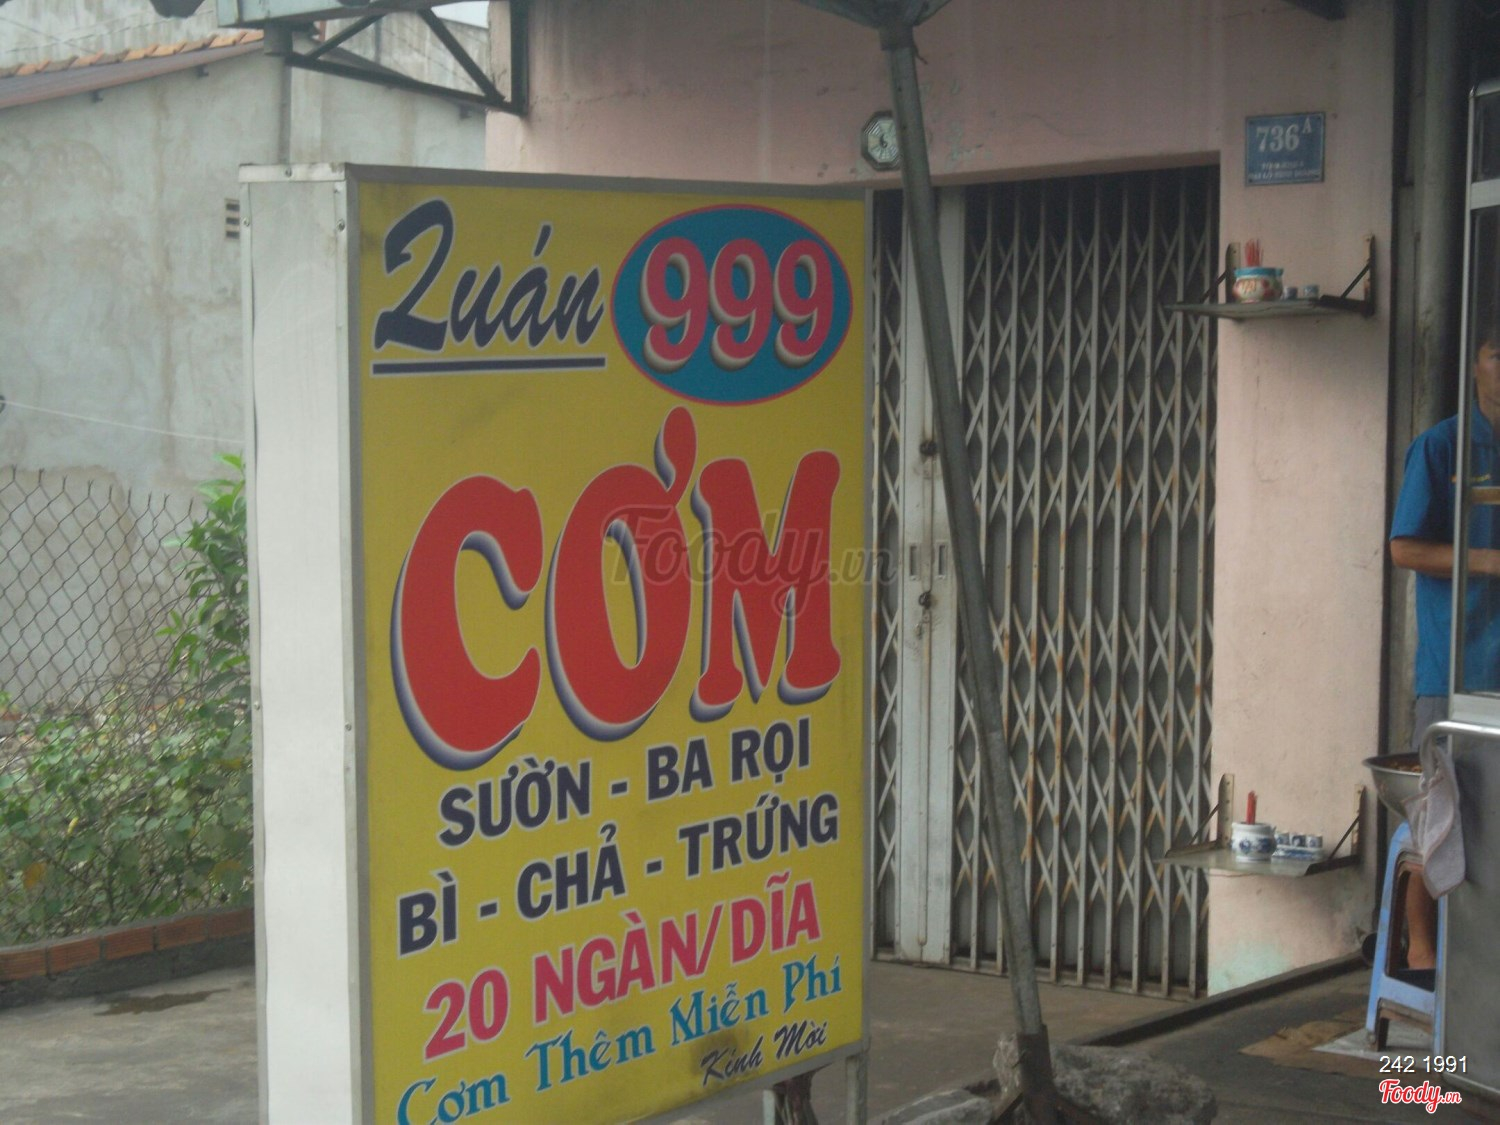 Quán 999
CƠM
SƯỜN - BA RỌI
BÌ - CHẢ - TRỨNG
20 NGÀN/DĨA
Cơm Thêm Miễn Phí
Kính Mời
736A
Foody.vn
242 1991
Foody.vn